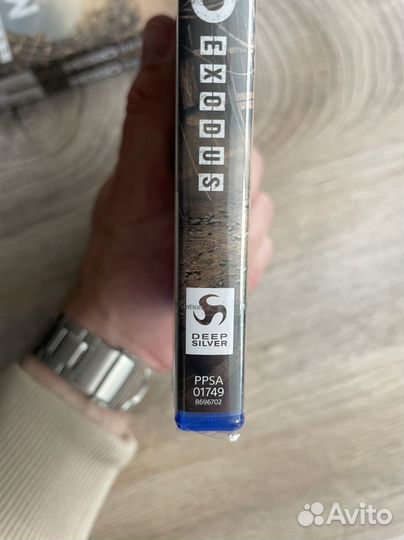 EXODUS
DEEP
SILVER
PPSA
01749
8696702
Avito